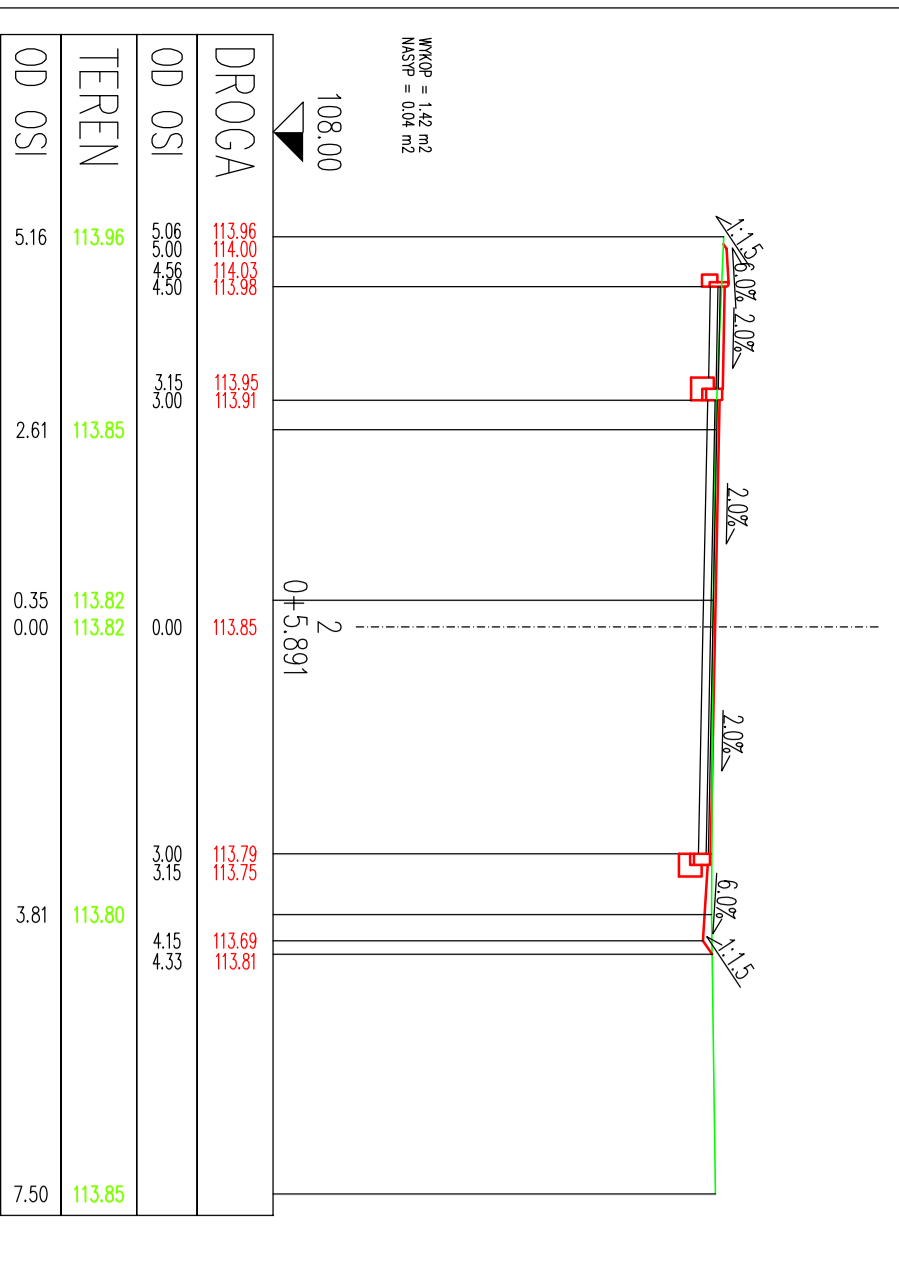 WYKOP = 1.42 m2
NASYP = 0.04 m2
1:1.5
6.0%
2.0%
2.0%
2.0%
6.0%
1:1.5
108.00
2
0+5.891
DROGA 113.96 114.00 114.03 113.98 113.95 113.91 113.85 113.79 113.75 113.69 113.81
OD OSI 5.06 5.00 4.56 4.50 3.15 3.00 0.00 3.00 3.15 4.15 4.33
TEREN 113.96 113.85 113.82 113.82 113.80 113.85
OD OSI 5.16 2.61 0.35 0.00 3.81 7.50